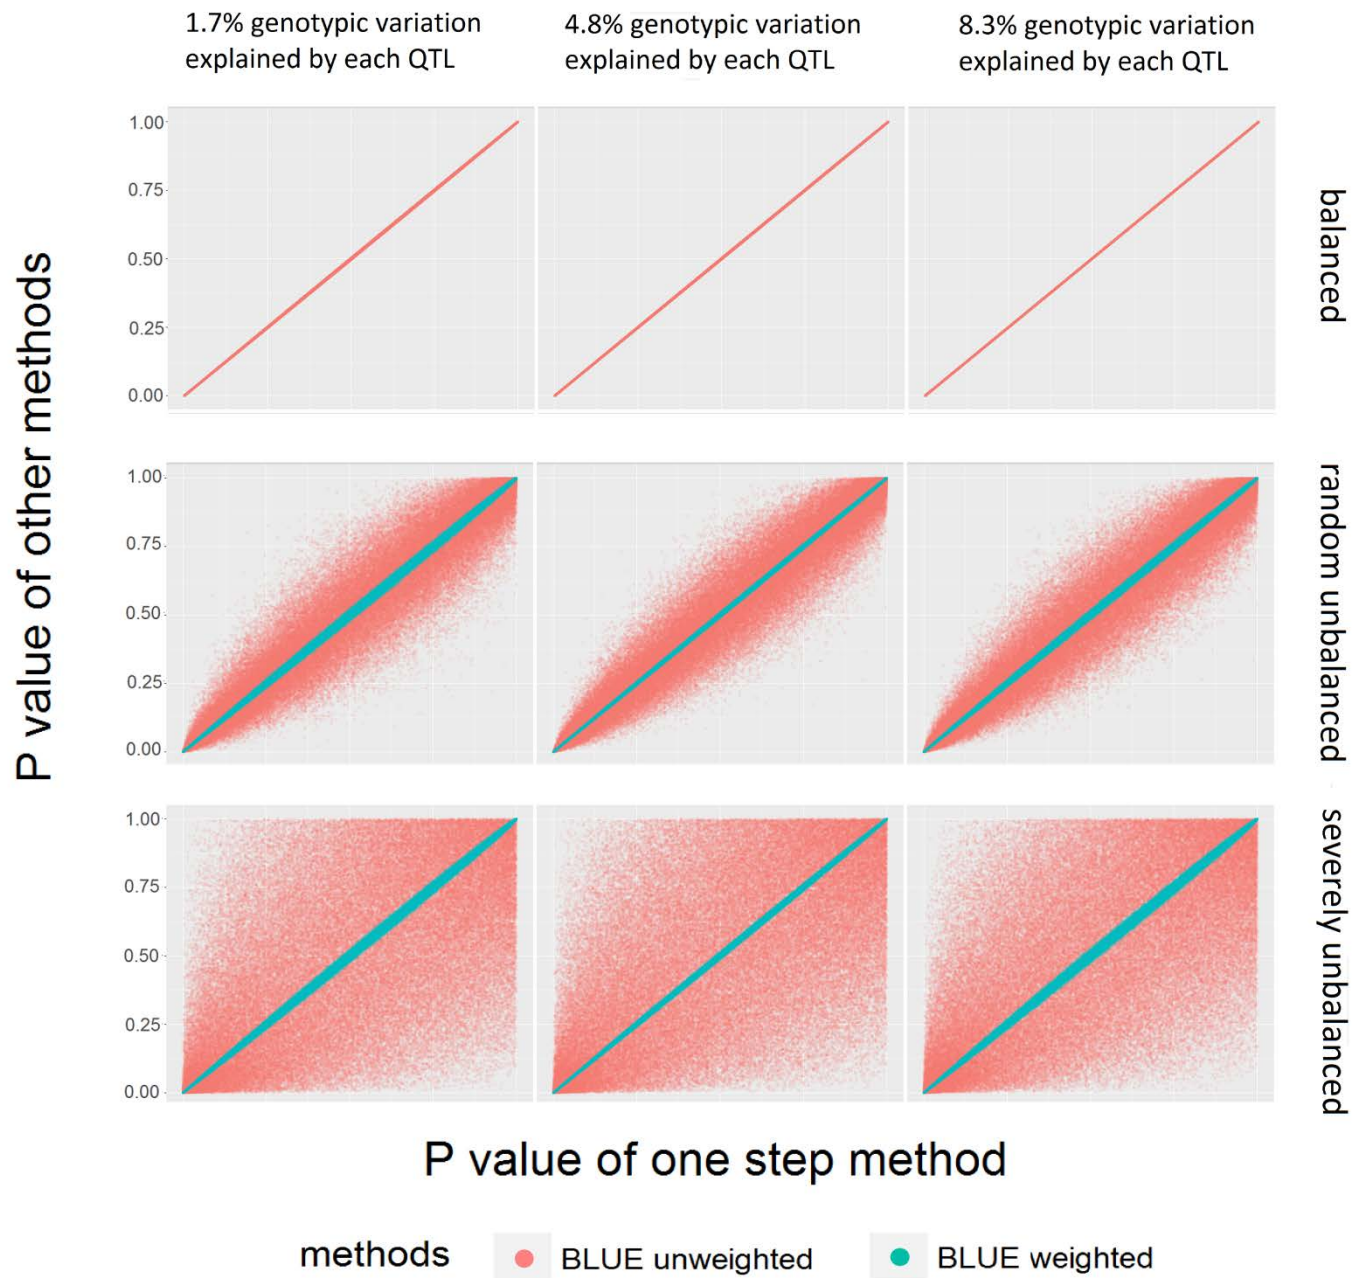 1.7% genotypic variation
explained by each QTL
4.8% genotypic variation
explained by each QTL
8.3% genotypic variation
explained by each QTL
P value of other methods
1.00
0.75
0.50
0.25
0.00
balanced
1.00
0.75
0.50
0.25
0.00
random unbalanced
1.00
0.75
0.50
0.25
0.00
severely unbalanced
P value of one step method
methods
BLUE unweighted
BLUE weighted